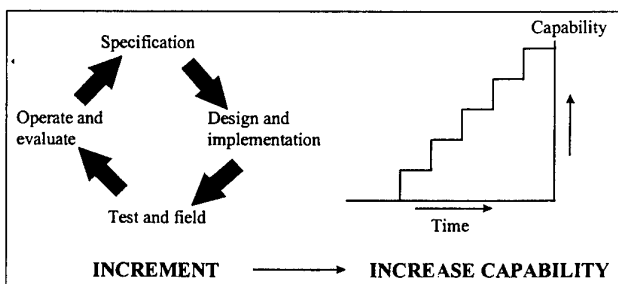 Specification
Design and
implementation
Test and field
Operate and
evaluate
Capability
Time
INCREMENT
INCREASE CAPABILITY